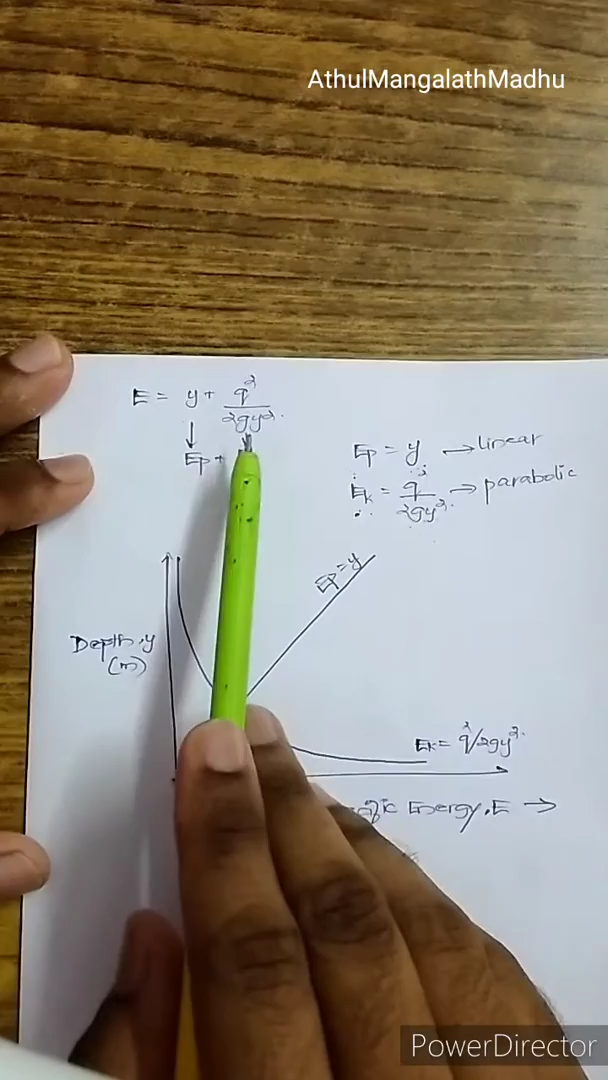 AthulMangalathMadhu
E = y + q²/2gy².
↓
Ep +
Ep = y → linear
Ek = q²/2gy². → parabolic
Ep = y
Depth, y
(m)
Ek = q²/2gy².
Energy, E →
PowerDirector